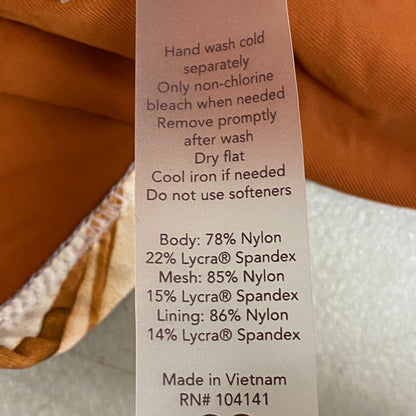 Hand wash cold
separately
Only non-chlorine
bleach when needed
Remove promptly
after wash
Dry flat
Cool iron if needed
Do not use softeners
Body: 78% Nylon
22% Lycra® Spandex
Mesh: 85% Nylon
15% Lycra® Spandex
Lining: 86% Nylon
14% Lycra® Spandex
Made in Vietnam
RN# 104141